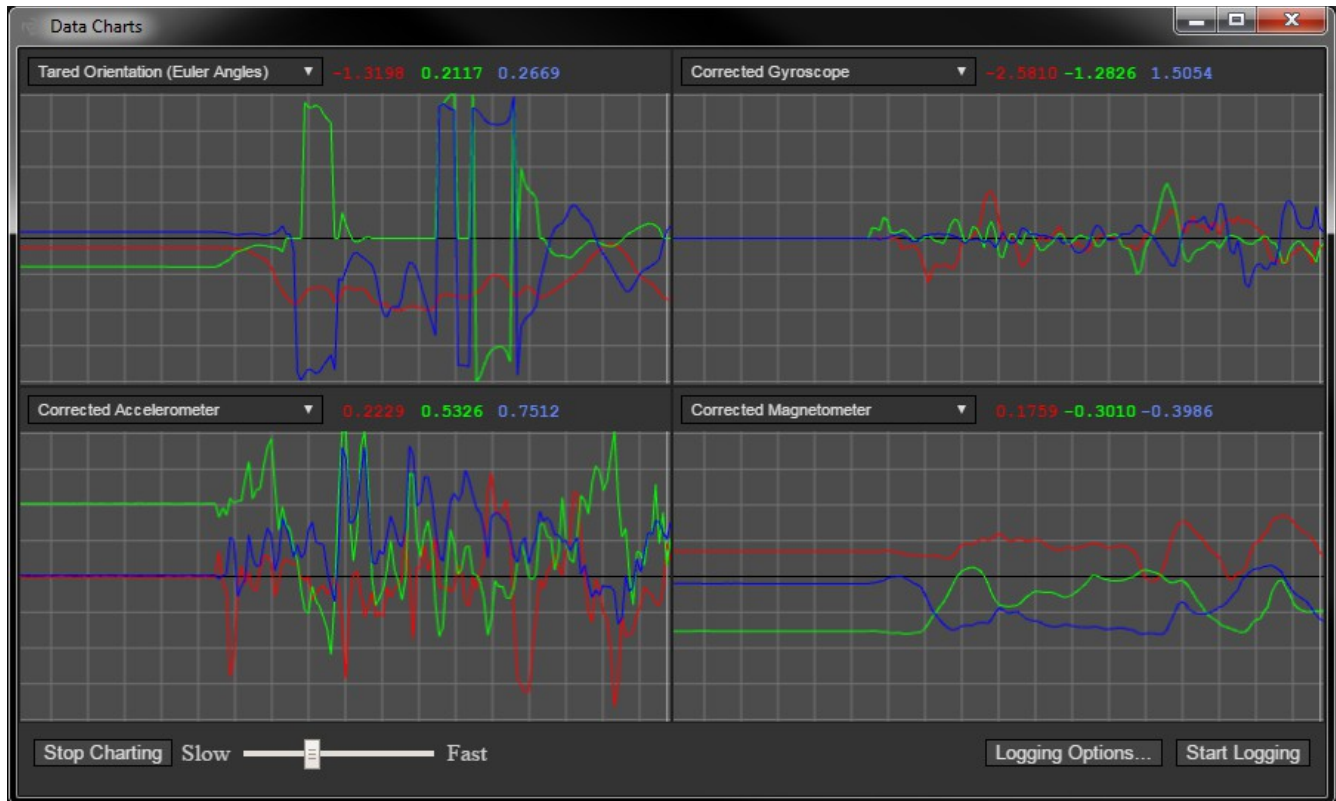 Data Charts
Tared Orientation (Euler Angles) -1.3198 0.2117 0.2669
Corrected Gyroscope -2.5810 -1.2826 1.5054
Corrected Accelerometer 0.2229 0.5326 0.7512
Corrected Magnetometer 0.1759 -0.3010 -0.3986
Stop Charting Slow Fast
Logging Options... Start Logging